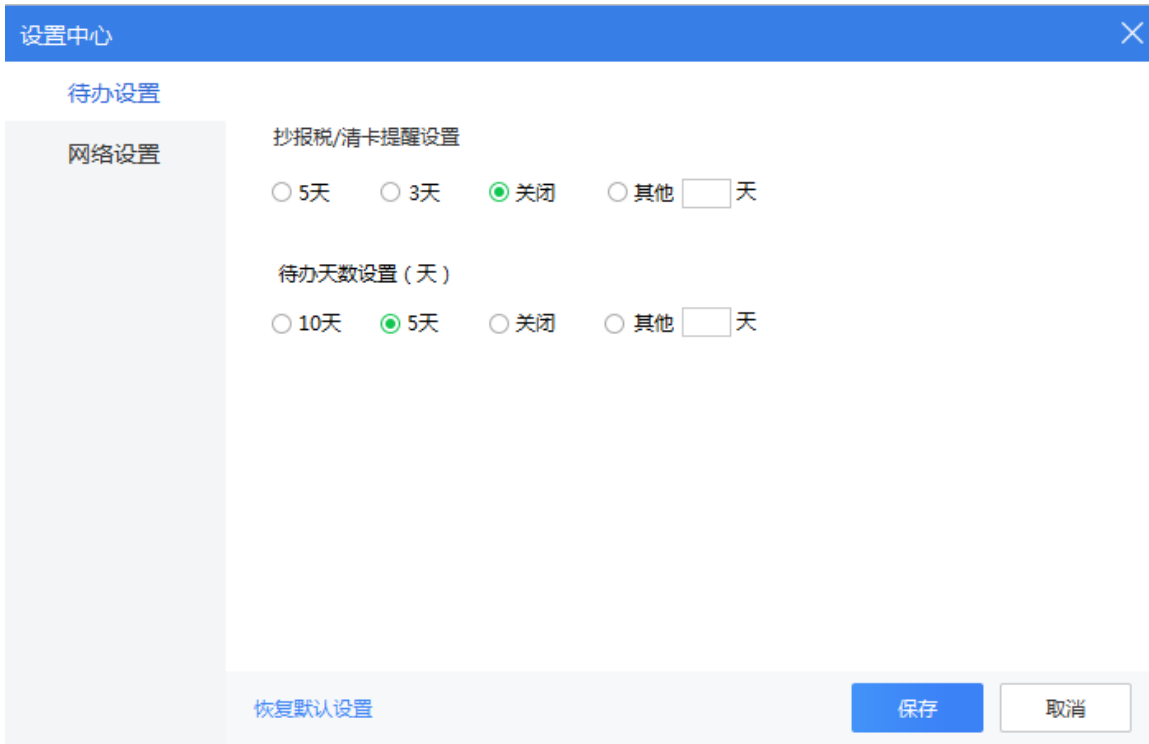 设置中心
待办设置
网络设置
抄报税/清卡提醒设置
5天 3天 关闭 其他 天
待办天数设置（天）
10天 5天 关闭 其他 天
恢复默认设置 保存 取消